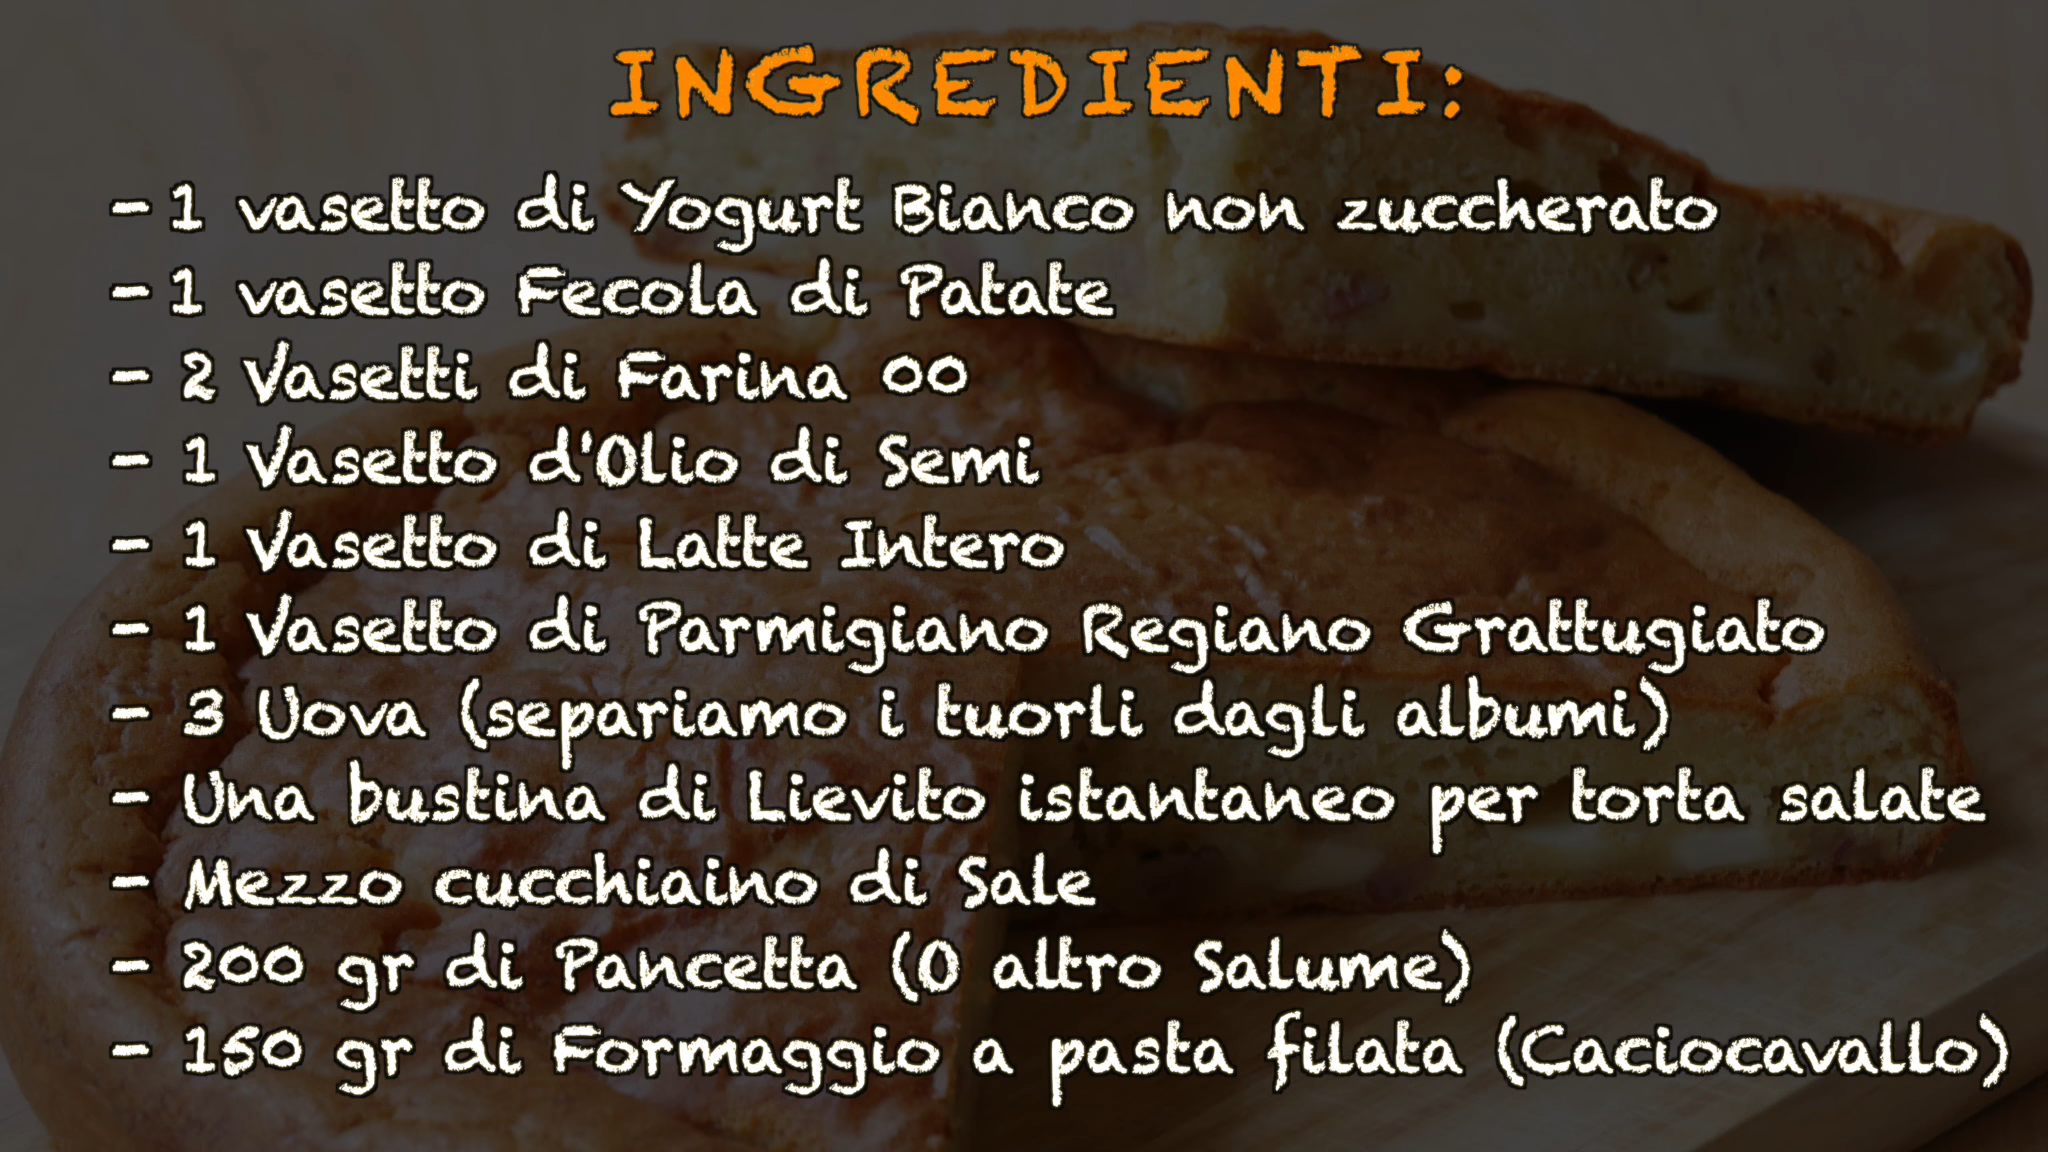 INGREDIENTI:
- 1 vasetto di Yogurt Bianco non zuccherato
- 1 vasetto Fecola di Patate
- 2 Vasetti di Farina 00
- 1 Vasetto d'Olio di Semi
- 1 Vasetto di Latte Intero
- 1 Vasetto di Parmigiano Regiano Grattugiato
- 3 Uova (separiamo i tuorli dagli albumi)
- Una bustina di Lievito istantaneo per torta salate
- Mezzo cucchiaino di Sale
- 200 gr di Pancetta (O altro Salume)
- 150 gr di Formaggio a pasta filata (Caciocavallo)